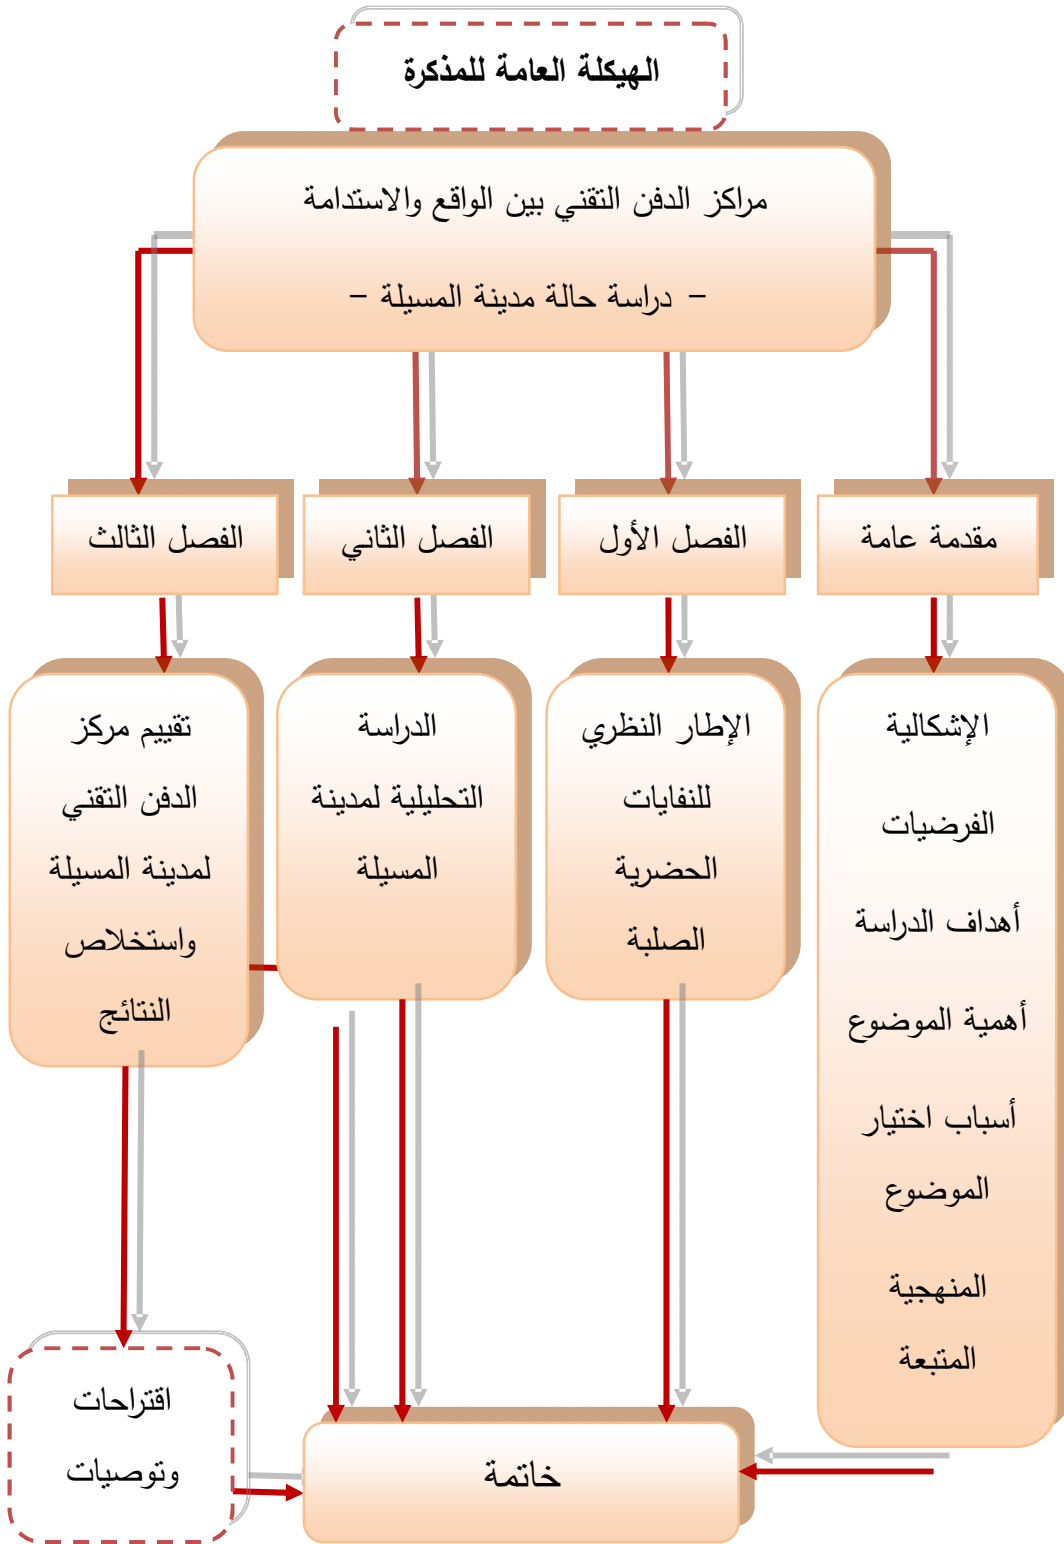 الهيكلة العامة للمذكرة
مراكز الدفن التقني بين الواقع والاستدامة
- دراسة حالة مدينة المسيلة -
مقدمة عامة
الفصل الأول
الفصل الثاني
الفصل الثالث
الإشكالية
الفرضيات
أهداف الدراسة
أهمية الموضوع
أسباب اختيار
الموضوع
المنهجية
المتبعة
الإطار النظري
للنفايات
الحضرية
الصلبة
الدراسة
التحليلية لمدينة
المسيلة
تقييم مركز
الدفن التقني
لمدينة المسيلة
واستخلاص
النتائج
اقتراحات
وتوصيات
خاتمة